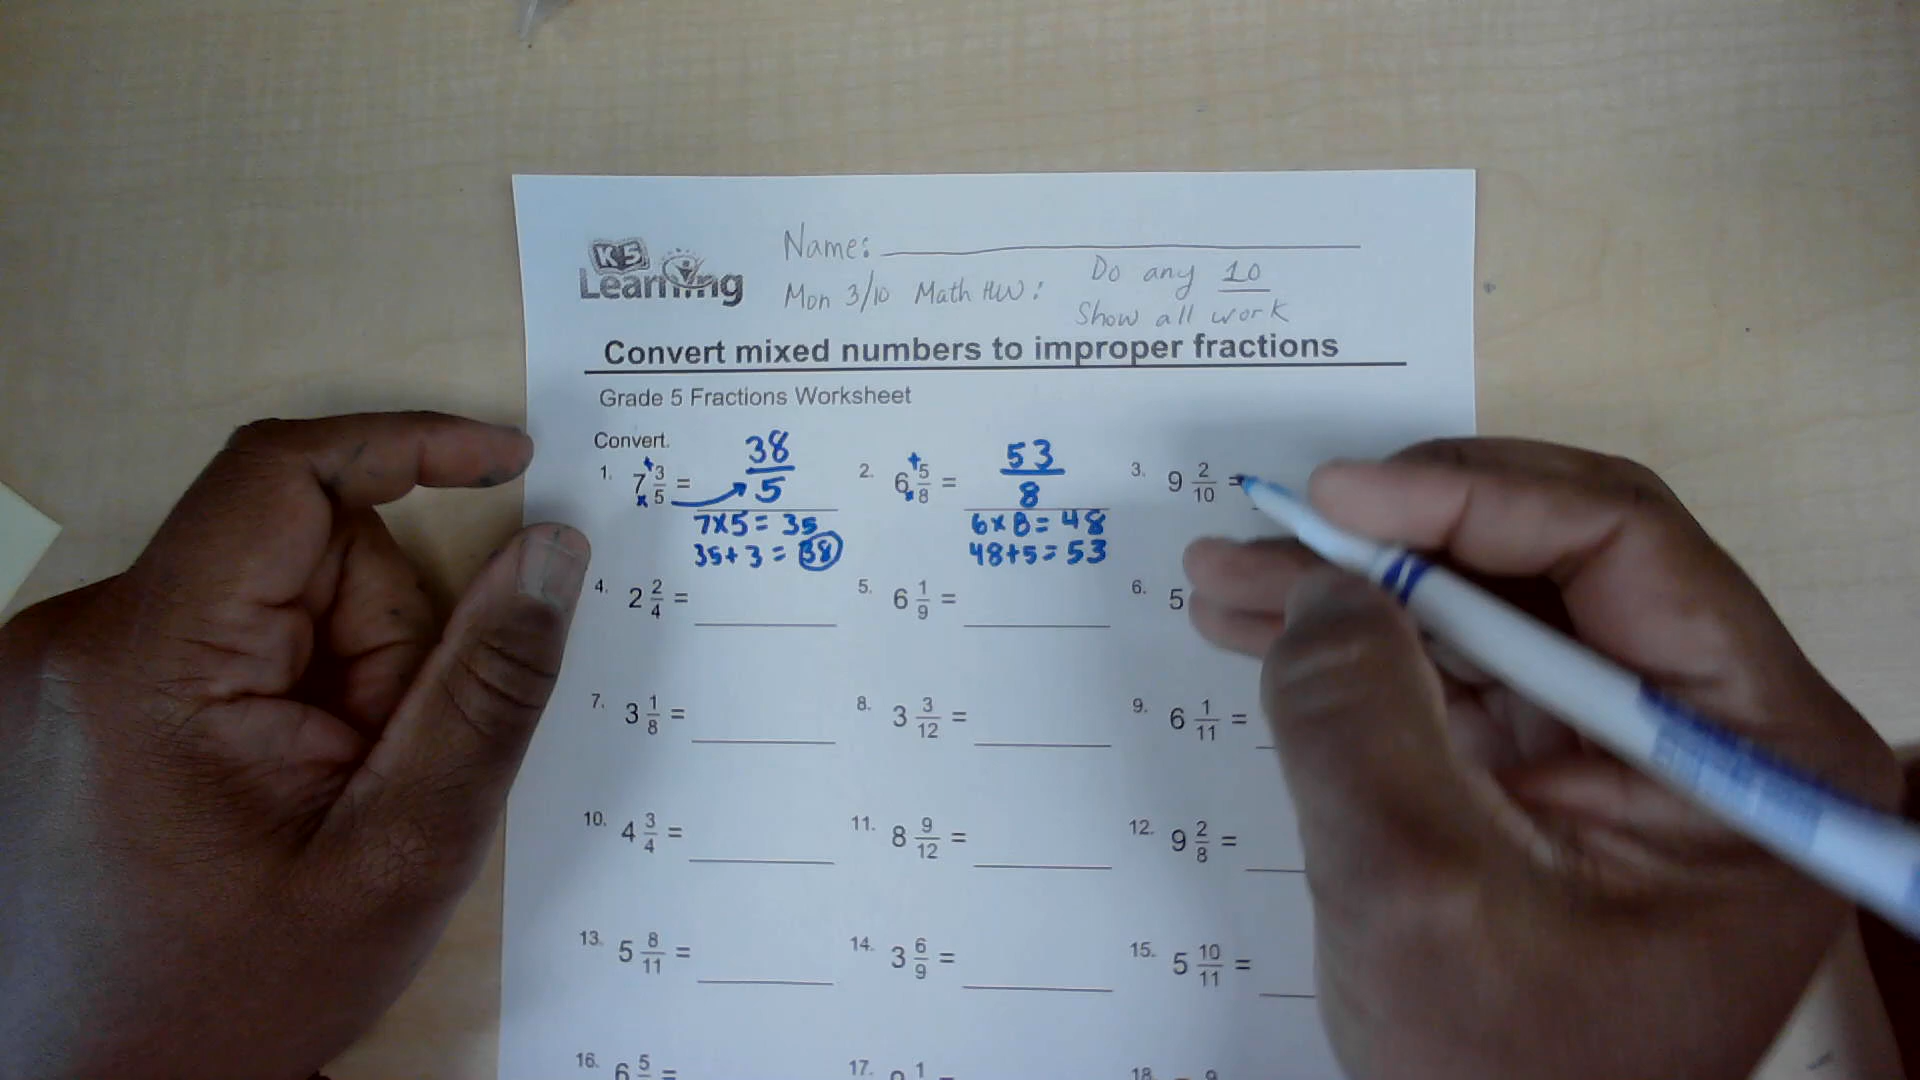 K5 Learning
Name:
Mon 3/10 Math HW: Do any 10
Show all work
Convert mixed numbers to improper fractions
Grade 5 Fractions Worksheet
Convert.
1. 7 3/5 = 38/5
+ x
7x5 = 35
35+3 = 38
2. 6 5/8 = 53/8
+ •
6x8 = 48
48+5 = 53
3. 9 2/10 =
4. 2 2/4 =
5. 6 1/9 =
6. 5
7. 3 1/8 =
8. 3 3/12 =
9. 6 1/11 =
10. 4 3/4 =
11. 8 9/12 =
12. 9 2/8 =
13. 5 8/11 =
14. 3 6/9 =
15. 5 10/11 =
16. 6 5 =
17. 1
18.